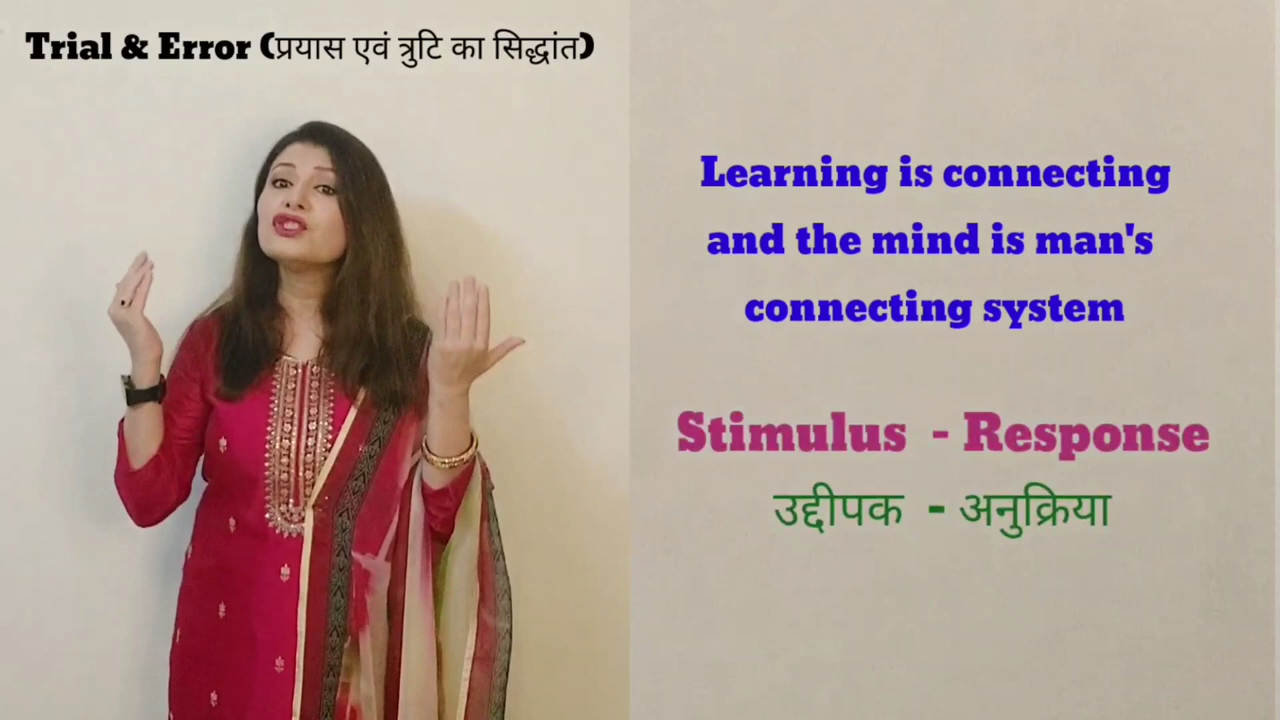 Trial & Error (प्रयास एवं त्रुटि का सिद्धांत)
Learning is connecting
and the mind is man's
connecting system
Stimulus - Response
उद्दीपक - अनुक्रिया